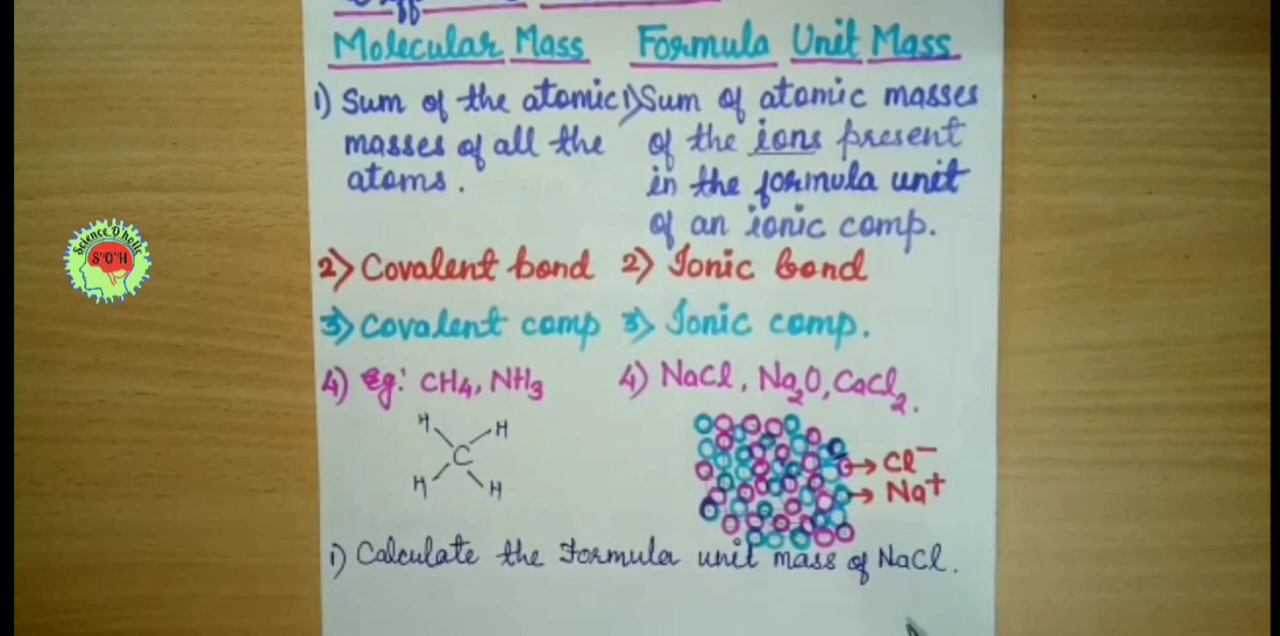 Molecular Mass Formula Unit Mass
1) Sum of the atomic 1) Sum of atomic masses
masses of all the of the ions present
atoms. in the formula unit
of an ionic comp.
2) Covalent bond 2) Ionic bond
3) Covalent comp 3) Ionic comp.
4) Eg: CH4, NH3 4) NaCl, Na2O, CaCl2.
H H
C
H H
Cl-
Na+
1) Calculate the Formula unit mass of NaCl.
Science O'holic
S'O'H